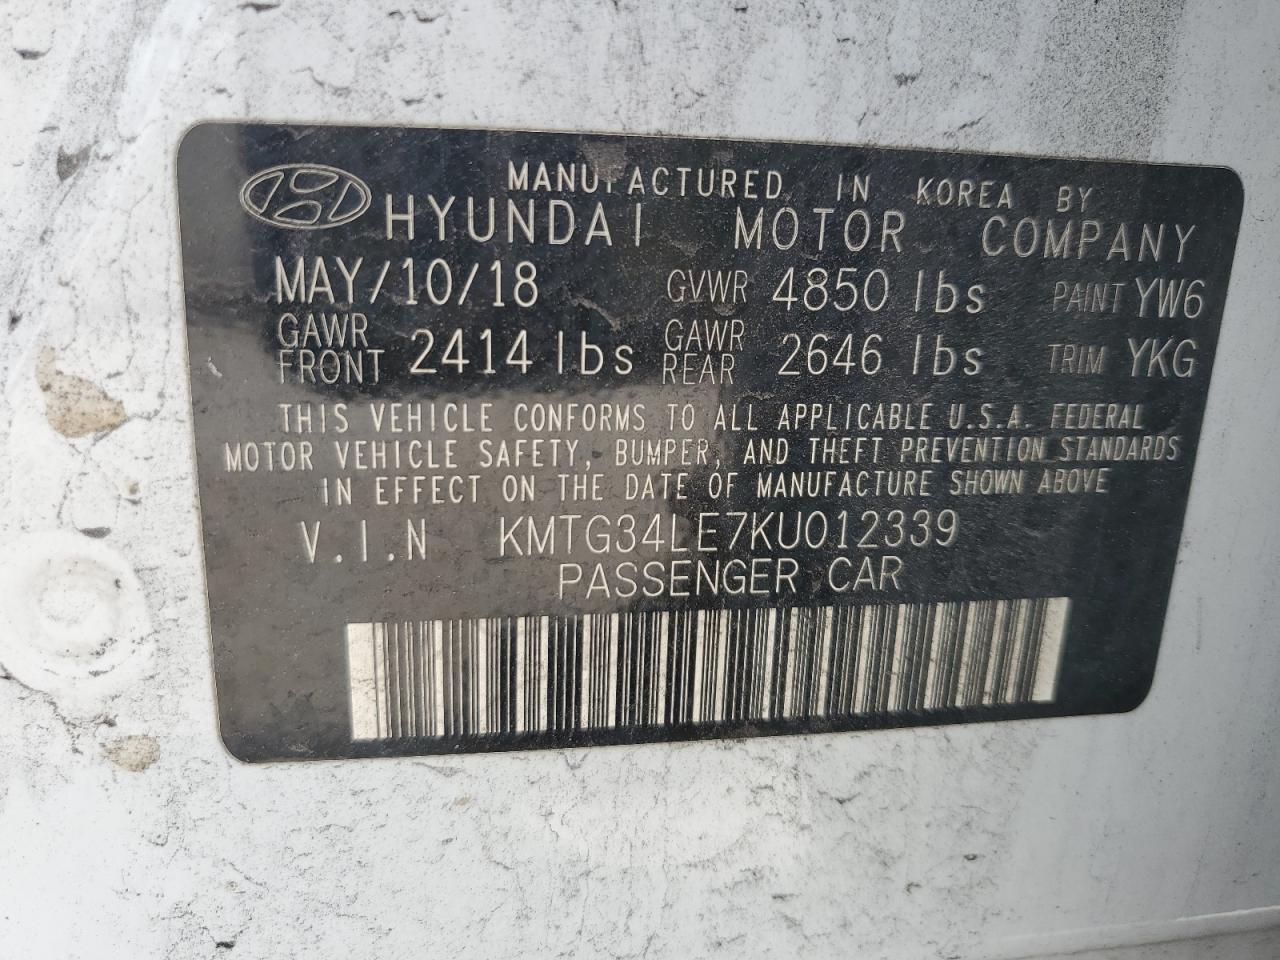 MANUFACTURED IN KOREA BY
HYUNDAI MOTOR COMPANY
MAY/10/18 GVWR 4850 lbs PAINT YW6
GAWR FRONT 2414 lbs GAWR REAR 2646 lbs TRIM YKG
THIS VEHICLE CONFORMS TO ALL APPLICABLE U.S.A. FEDERAL
MOTOR VEHICLE SAFETY, BUMPER, AND THEFT PREVENTION STANDARDS
IN EFFECT ON THE DATE OF MANUFACTURE SHOWN ABOVE
V.I.N KMTG34LE7KU012339
PASSENGER CAR